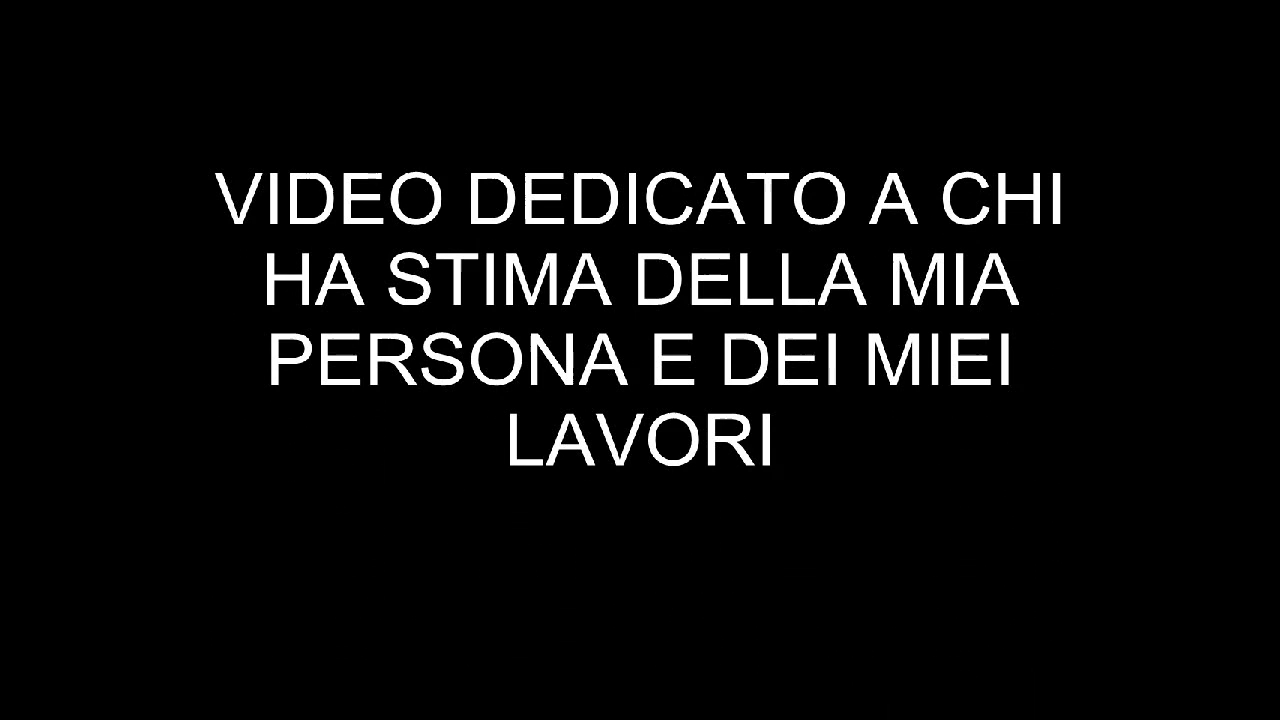 VIDEO DEDICATO A CHI
HA STIMA DELLA MIA
PERSONA E DEI MIEI
LAVORI